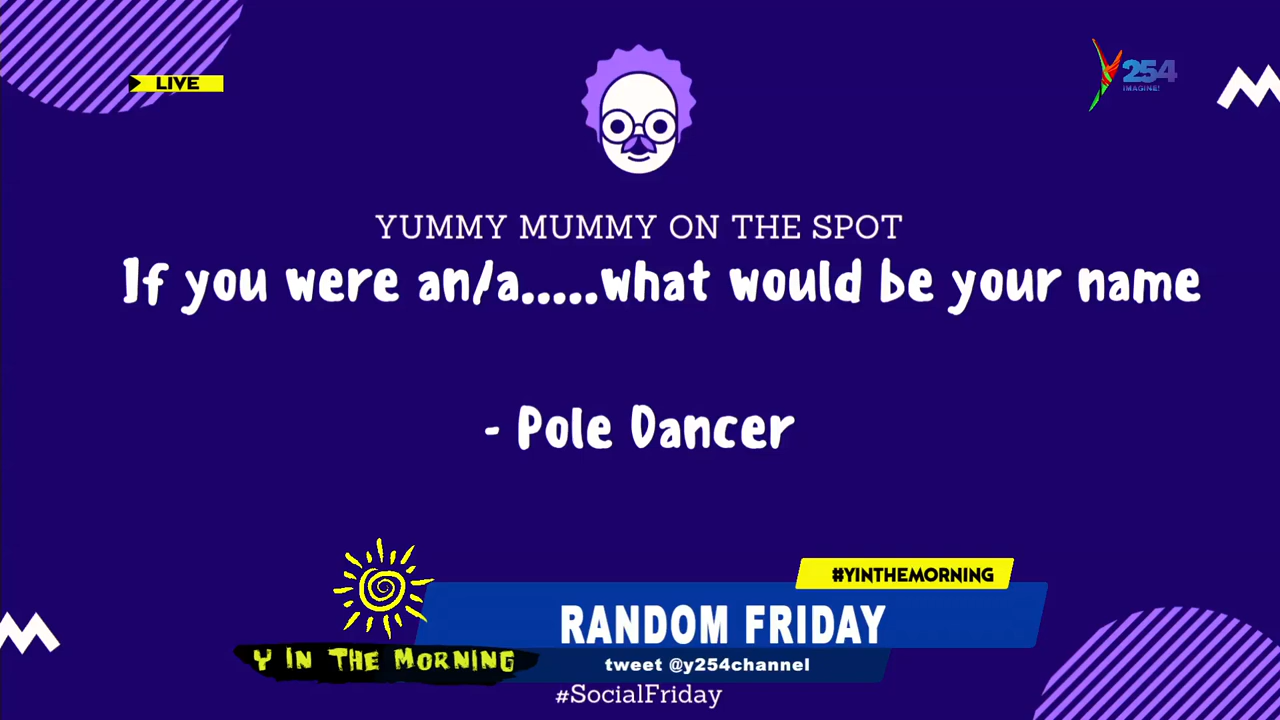 LIVE
254
IMAGINE!
YUMMY MUMMY ON THE SPOT
If you were an/a.....what would be your name
- Pole Dancer
#YINTHEMORNING
RANDOM FRIDAY
Y IN THE MORNING
tweet @y254channel
#SocialFriday